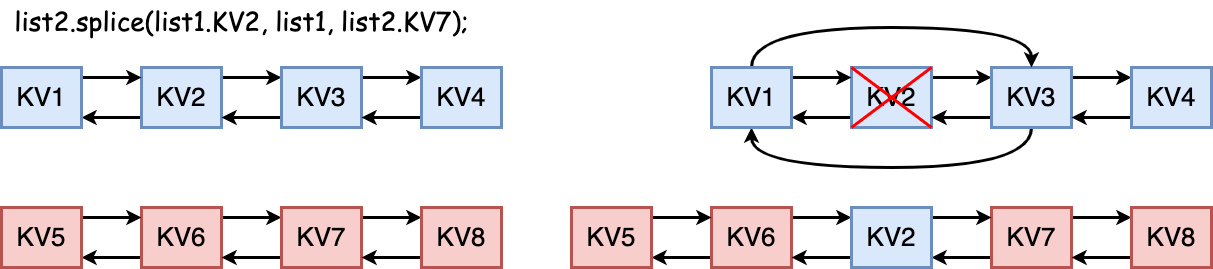 list2.splice(list1.KV2, list1, list2.KV7);
KV1 KV2 KV3 KV4
KV1 KV2 KV3 KV4
KV5 KV6 KV7 KV8
KV5 KV6 KV2 KV7 KV8